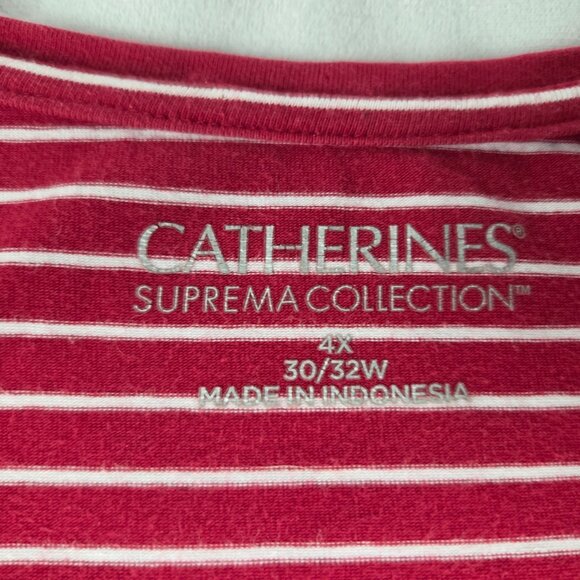 CATHERINES®
SUPREMA COLLECTION™
4X
30/32W
MADE IN INDONESIA